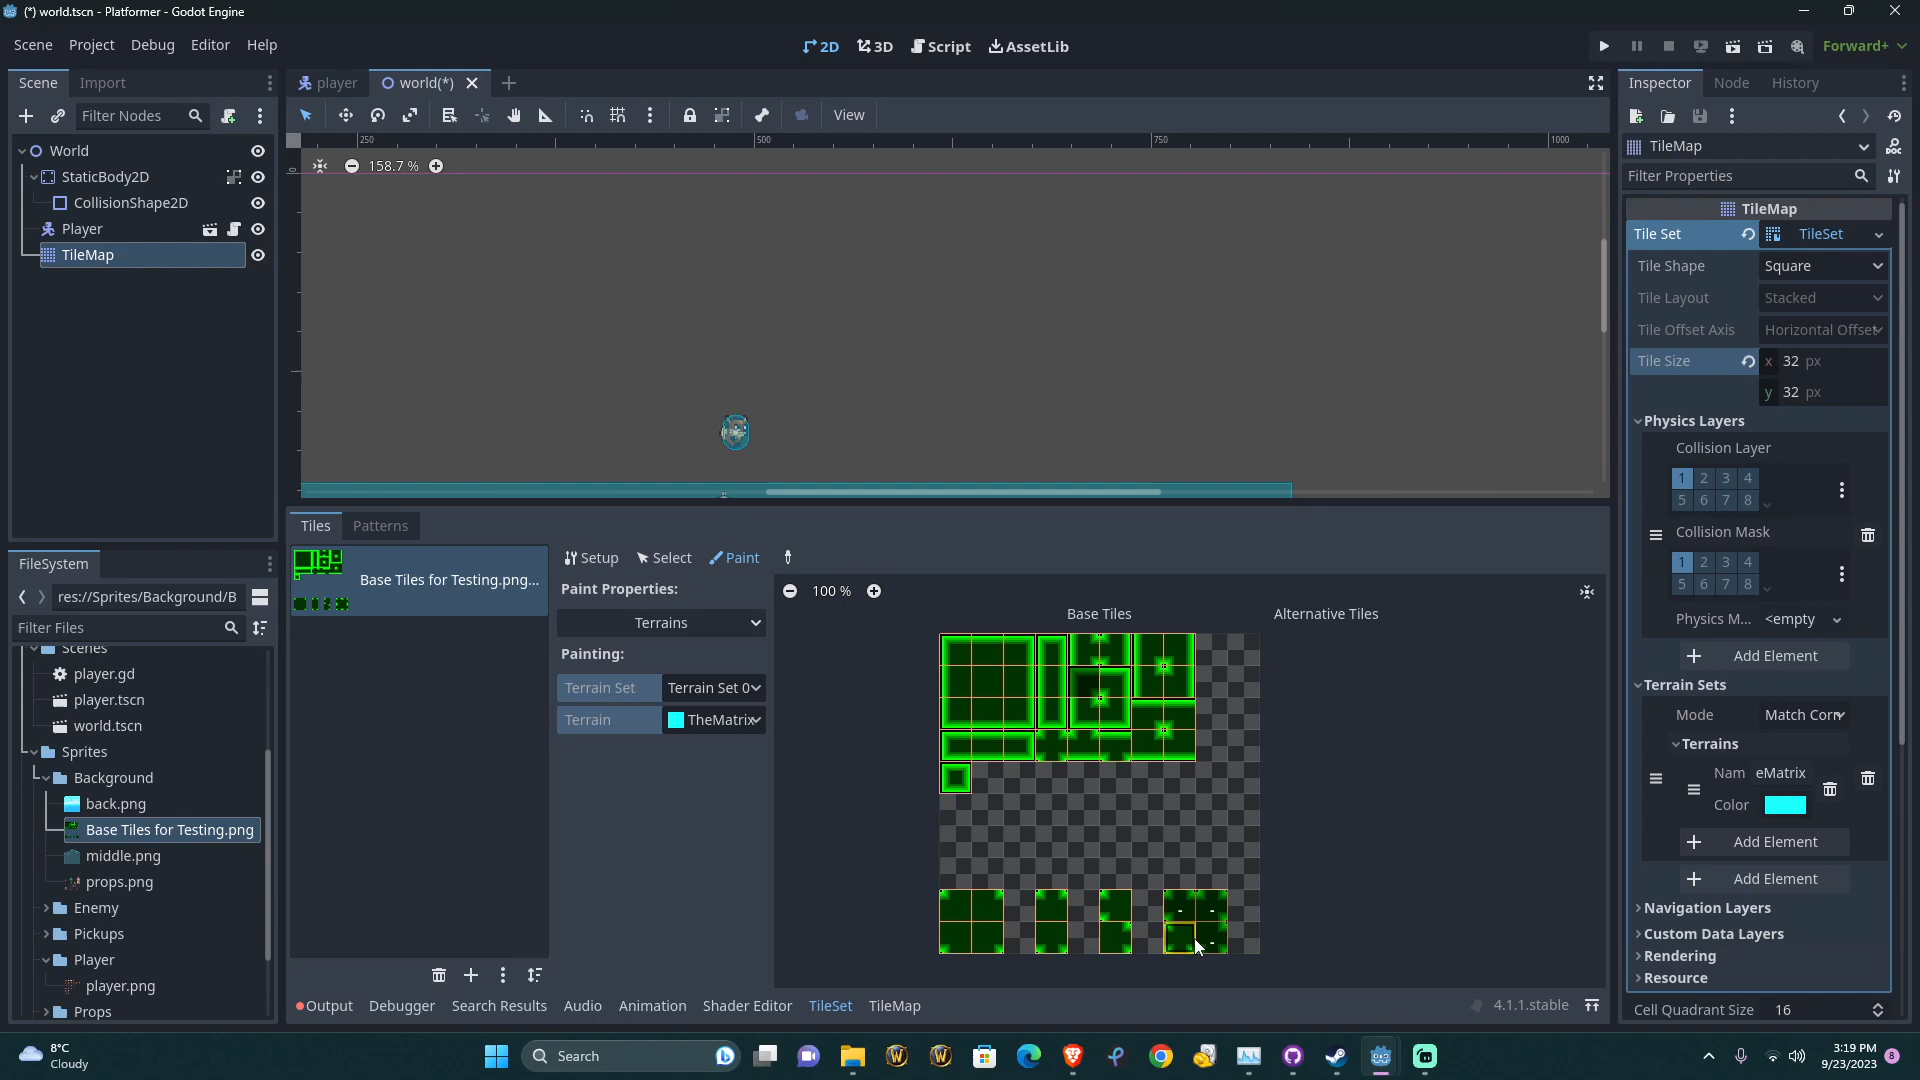 (*) world.tscn - Platformer - Godot Engine
Scene Project Debug Editor Help
2D 3D Script AssetLib
Forward+
Scene Import
player world(*)
Inspector Node History
Filter Nodes
View
World
StaticBody2D
CollisionShape2D
Player
TileMap
250 500 750 1000
0
158.7 %
TileMap
Filter Properties
TileMap
Tile Set TileSet
Tile Shape Square
Tile Layout Stacked
Tile Offset Axis Horizontal Offset
Tile Size x 32 px
y 32 px
Physics Layers
Collision Layer
1 2 3 4
5 6 7 8
Collision Mask
1 2 3 4
5 6 7 8
Physics M... <empty>
Add Element
Terrain Sets
Mode Match Corn
Terrains
Nam eMatrix
Color
Add Element
Add Element
Navigation Layers
Custom Data Layers
Rendering
Resource
Cell Quadrant Size 16
FileSystem
res://Sprites/Background/B
Filter Files
Scenes
player.gd
player.tscn
world.tscn
Sprites
Background
back.png
Base Tiles for Testing.png
middle.png
props.png
Enemy
Pickups
Player
player.png
Props
Tiles Patterns
Base Tiles for Testing.png...
Setup Select Paint
Paint Properties:
Terrains
Painting:
Terrain Set Terrain Set 0
Terrain TheMatrix
100 %
Base Tiles Alternative Tiles
Output Debugger Search Results Audio Animation Shader Editor TileSet TileMap
4.1.1.stable
8°C
Cloudy
Search
3:19 PM
9/23/2023
8